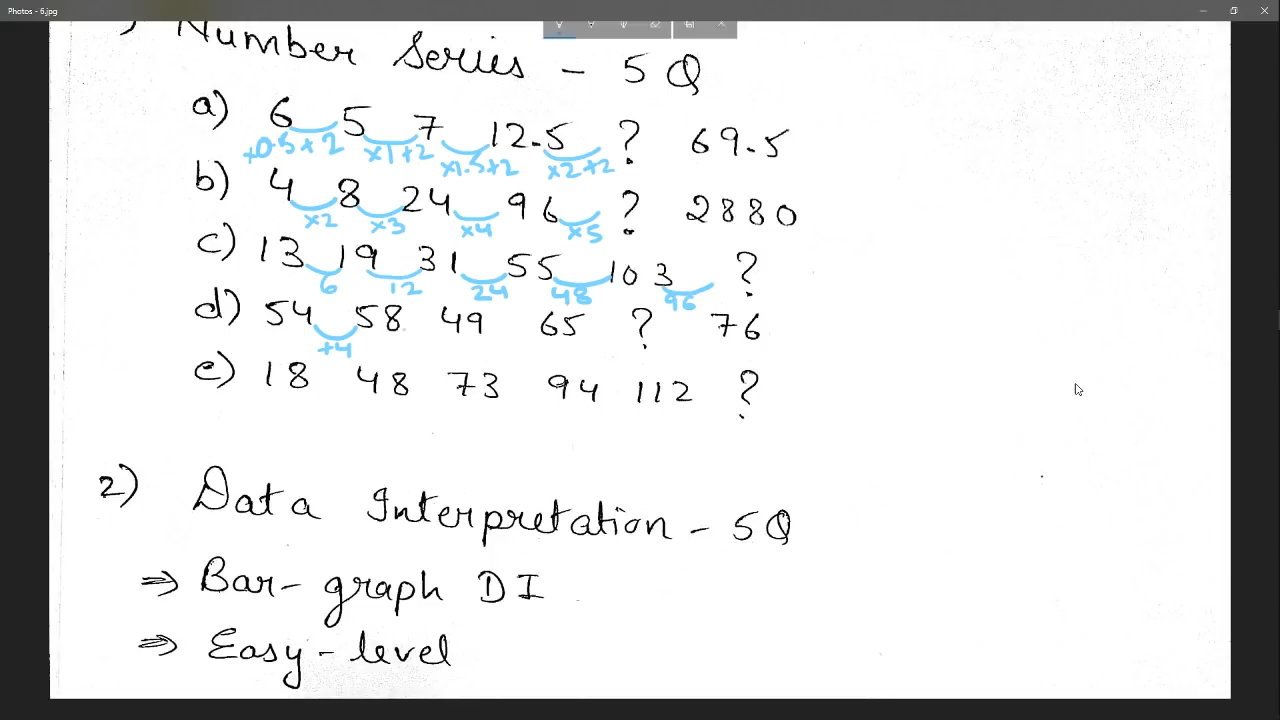 Photos - 6.jpg
Number Series - 5 Q
a) 6 5 7 12.5 ? 69.5
×0.5+2 ×1+2 ×1.5+2 ×2+2
b) 4 8 24 96 ? 2880
×2 ×3 ×4 ×5
c) 13 19 31 55 103 ?
6 12 24 48 96
d) 54 58 49 65 ? 76
+4
e) 18 48 73 94 112 ?
2) Data Interpretation - 5Q
⇒ Bar-graph DI
⇒ Easy-level